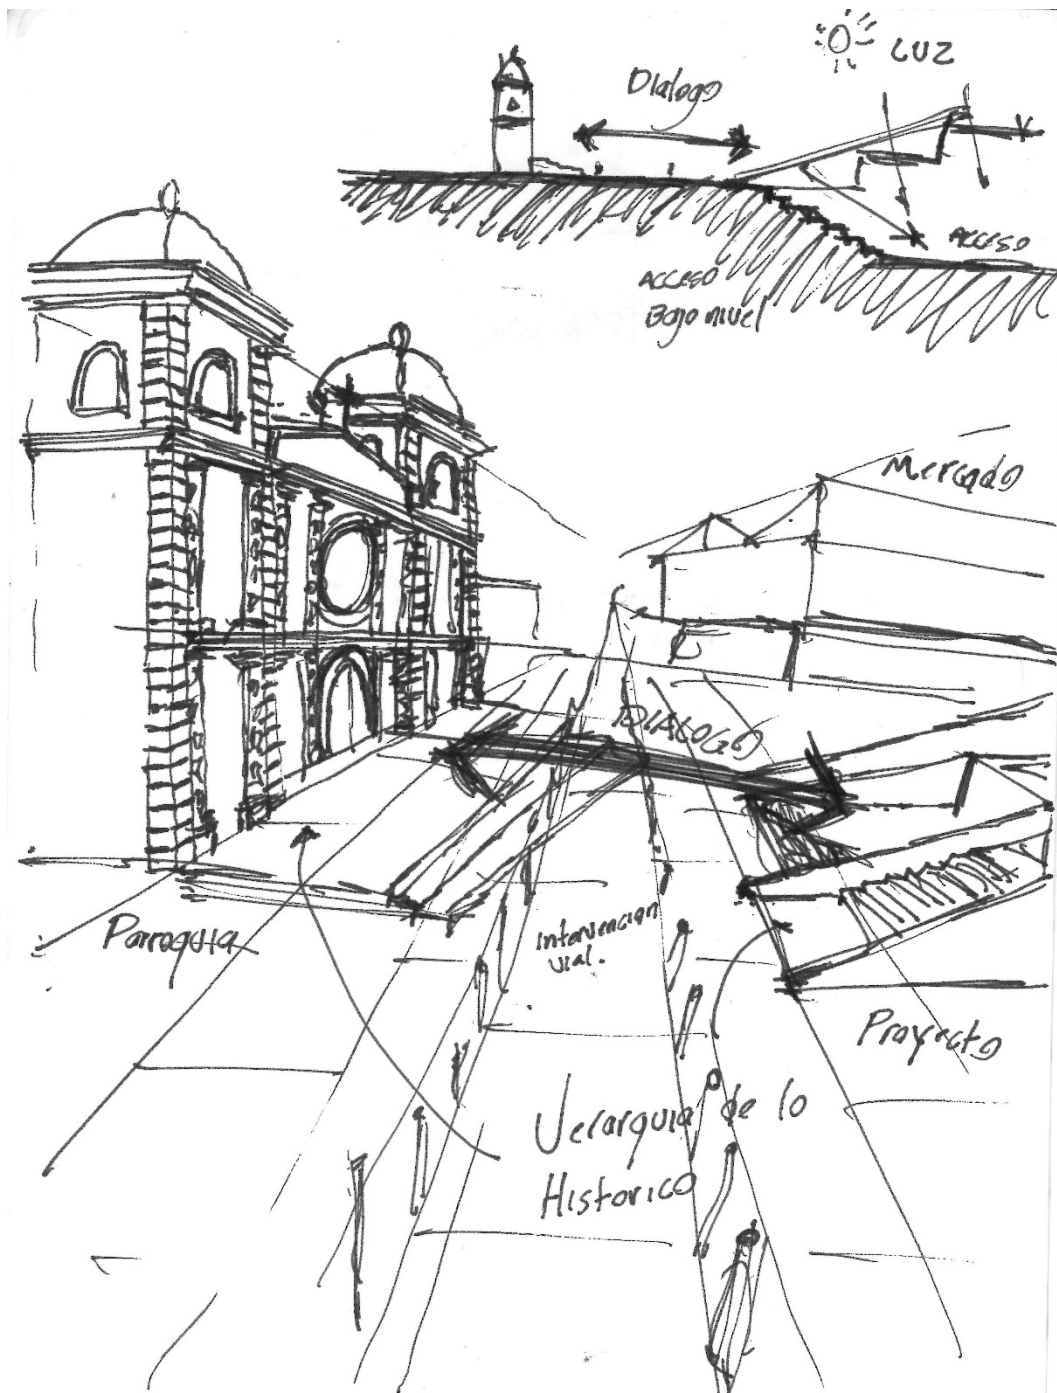 LUZ
Dialogo
Acceso
Acceso
Bajo nivel
Mercado
DIALOGO
Parroquia
Intervencion
vial.
Proyecto
Jerarquia de lo
Historico